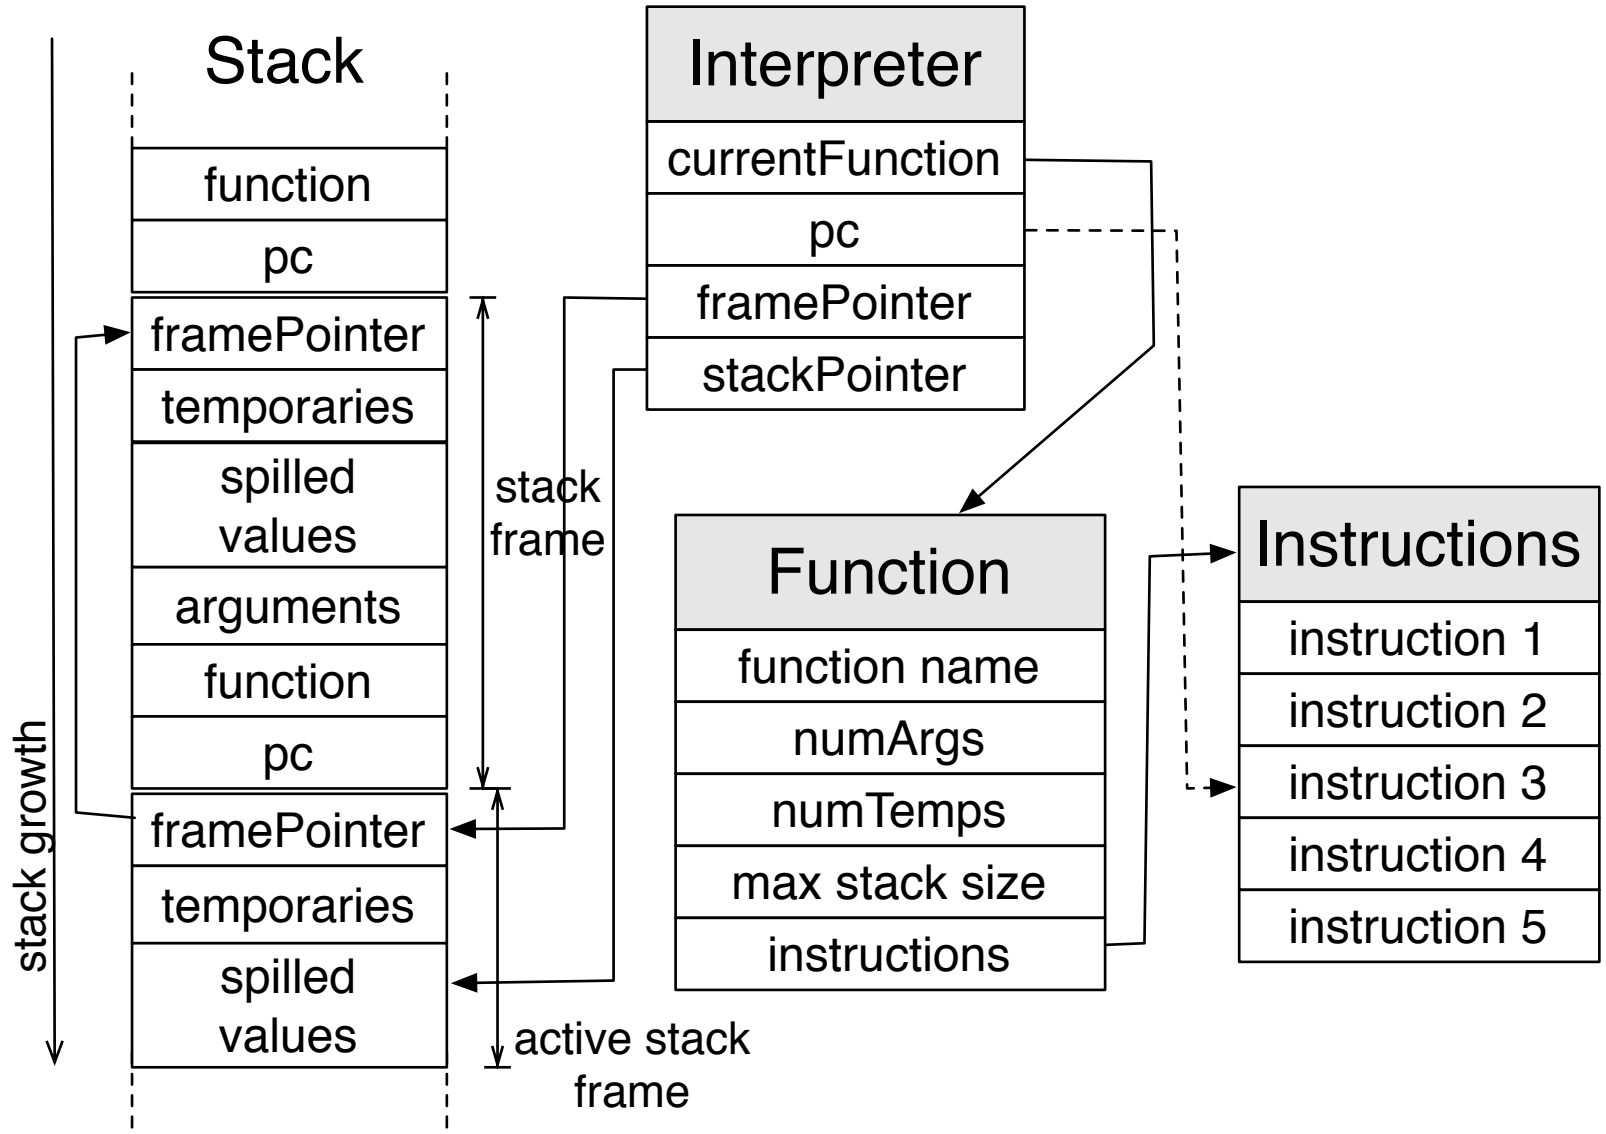 Stack
function
pc
framePointer
temporaries
spilled
values
arguments
function
pc
framePointer
temporaries
spilled
values
stack growth
stack
frame
active stack
frame
Interpreter
currentFunction
pc
framePointer
stackPointer
Function
function name
numArgs
numTemps
max stack size
instructions
Instructions
instruction 1
instruction 2
instruction 3
instruction 4
instruction 5